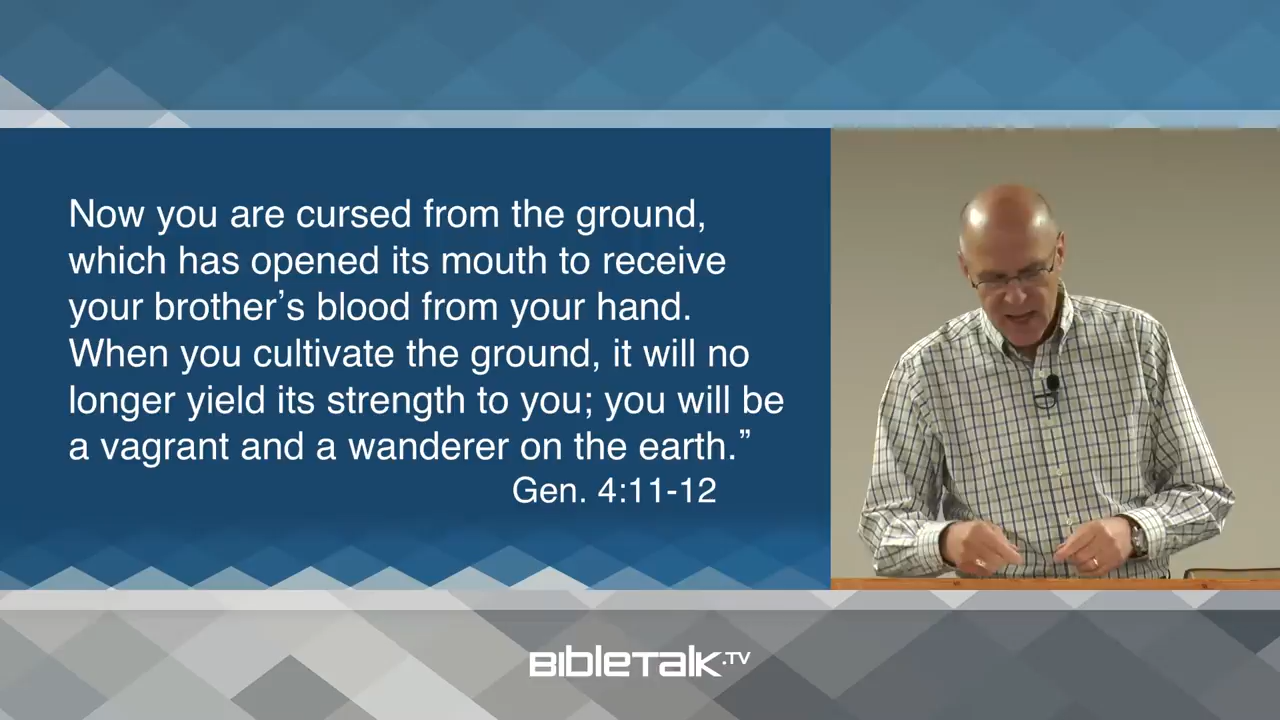 Now you are cursed from the ground,
which has opened its mouth to receive
your brother’s blood from your hand.
When you cultivate the ground, it will no
longer yield its strength to you; you will be
a vagrant and a wanderer on the earth.”
Gen. 4:11-12
BIBLETALK.TV